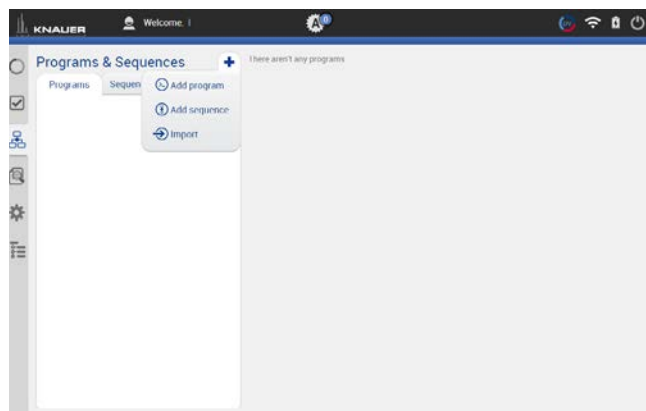 KNAUER
Welcome, I
Programs & Sequences
There aren't any programs
Programs
Sequen
Add program
Add sequence
Import